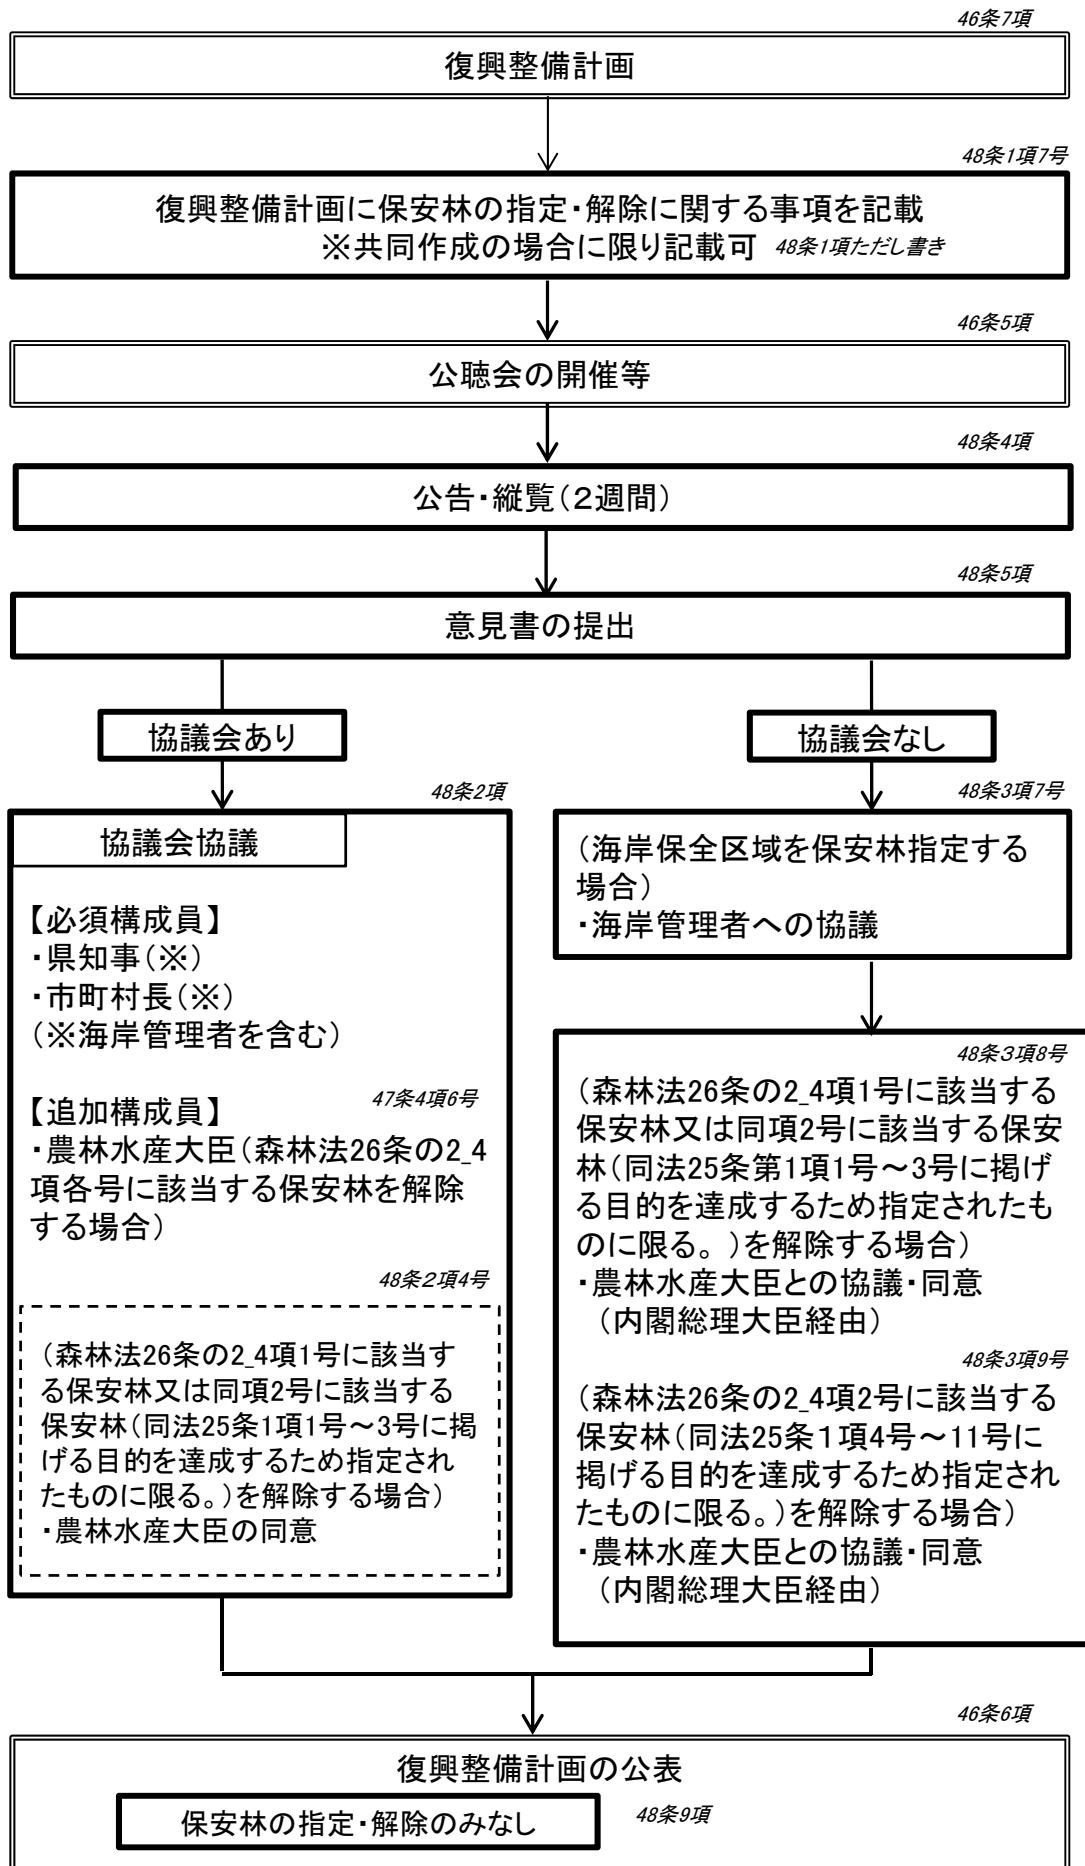 46条7項
復興整備計画
48条1項7号
復興整備計画に保安林の指定・解除に関する事項を記載
※共同作成の場合に限り記載可 48条1項ただし書き
46条5項
公聴会の開催等
48条4項
公告・縦覧(2週間)
48条5項
意見書の提出
協議会あり
48条2項
協議会協議
【必須構成員】
・県知事(※)
・市町村長(※)
(※海岸管理者を含む)
【追加構成員】 47条4項6号
・農林水産大臣(森林法26条の2_4
項各号に該当する保安林を解除
する場合)
48条2項4号
(森林法26条の2_4項1号に該当す
る保安林又は同項2号に該当する
保安林(同法25条1項1号~3号に掲
げる目的を達成するため指定され
たものに限る。)を解除する場合)
・農林水産大臣の同意
協議会なし
48条3項7号
(海岸保全区域を保安林指定する
場合)
・海岸管理者への協議
48条3項8号
(森林法26条の2_4項1号に該当する
保安林又は同項2号に該当する保安
林(同法25条第1項1号~3号に掲げ
る目的を達成するため指定されたも
のに限る。)を解除する場合)
・農林水産大臣との協議・同意
(内閣総理大臣経由)
48条3項9号
(森林法26条の2_4項2号に該当する
保安林(同法25条1項4号~11号に
掲げる目的を達成するため指定され
たものに限る。)を解除する場合)
・農林水産大臣との協議・同意
(内閣総理大臣経由)
46条6項
復興整備計画の公表
保安林の指定・解除のみなし 48条9項